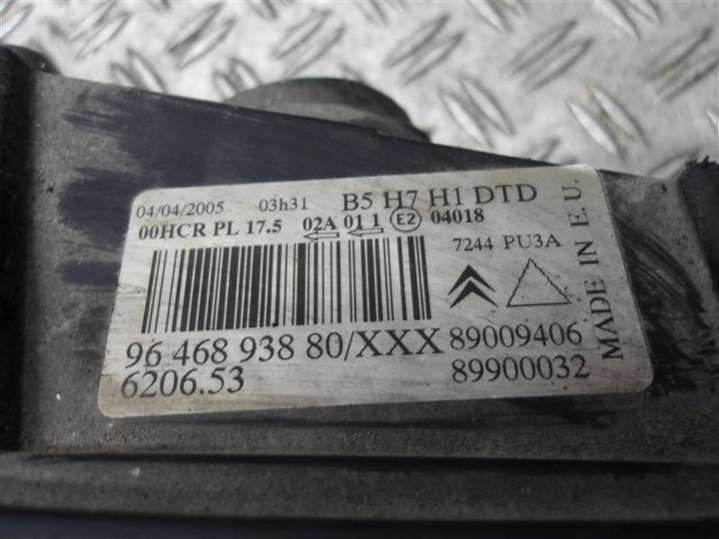 04/04/2005 03h31 B5 H7 H1 DTD
00HCR PL 17.5 02A 01 1 E2 04018
7244 PU3A
96 468 938 80/XXX 89009406
6206.53 89900032
MADE IN E.U.